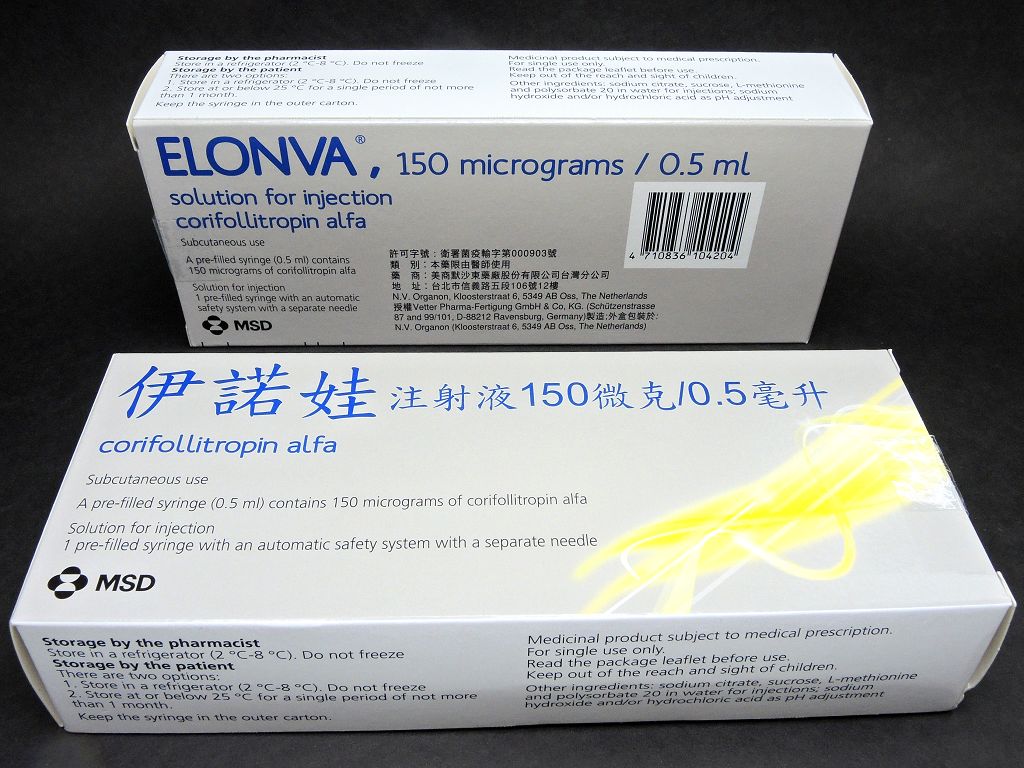 Storage by the pharmacist
Store in a refrigerator (2 °C-8 °C). Do not freeze
Storage by the patient
There are two options:
1. Store in a refrigerator (2 °C-8 °C). Do not freeze
2. Store at or below 25 °C for a single period of not more
than 1 month.
Keep the syringe in the outer carton.
Medicinal product subject to medical prescription.
For single use only.
Read the package leaflet before use.
Keep out of the reach and sight of children.
Other ingredients: sodium citrate, sucrose, L-methionine
and polysorbate 20 in water for injections; sodium
hydroxide and/or hydrochloric acid as pH adjustment
ELONVA®, 150 micrograms / 0.5 ml
solution for injection
corifollitropin alfa
Subcutaneous use
A pre-filled syringe (0.5 ml) contains
150 micrograms of corifollitropin alfa
Solution for injection
1 pre-filled syringe with an automatic
safety system with a separate needle
MSD
許可字號：衛署菌疫輸字第000903號
類 別：本藥限由醫師使用
藥 商：美商默沙東藥廠股份有限公司台灣分公司
地 址：台北市信義路五段106號12樓
N.V. Organon, Kloosterstraat 6, 5349 AB Oss, The Netherlands
授權Vetter Pharma-Fertigung GmbH & Co, KG. (Schützenstrasse
87 and 99/101, D-88212 Ravensburg, Germany)製造;外盒包裝於:
N.V. Organon (Kloosterstraat 6, 5349 AB Oss, The Netherlands)
4 710836 104204
伊諾娃 注射液150微克/0.5毫升
corifollitropin alfa
Subcutaneous use
A pre-filled syringe (0.5 ml) contains 150 micrograms of corifollitropin alfa
Solution for injection
1 pre-filled syringe with an automatic safety system with a separate needle
MSD
Storage by the pharmacist
Store in a refrigerator (2 °C-8 °C). Do not freeze
Storage by the patient
There are two options:
1. Store in a refrigerator (2 °C-8 °C). Do not freeze
2. Store at or below 25 °C for a single period of not more
than 1 month.
Keep the syringe in the outer carton.
Medicinal product subject to medical prescription.
For single use only.
Read the package leaflet before use.
Keep out of the reach and sight of children.
Other ingredients: sodium citrate, sucrose, L-methionine
and polysorbate 20 in water for injections; sodium
hydroxide and/or hydrochloric acid as pH adjustment